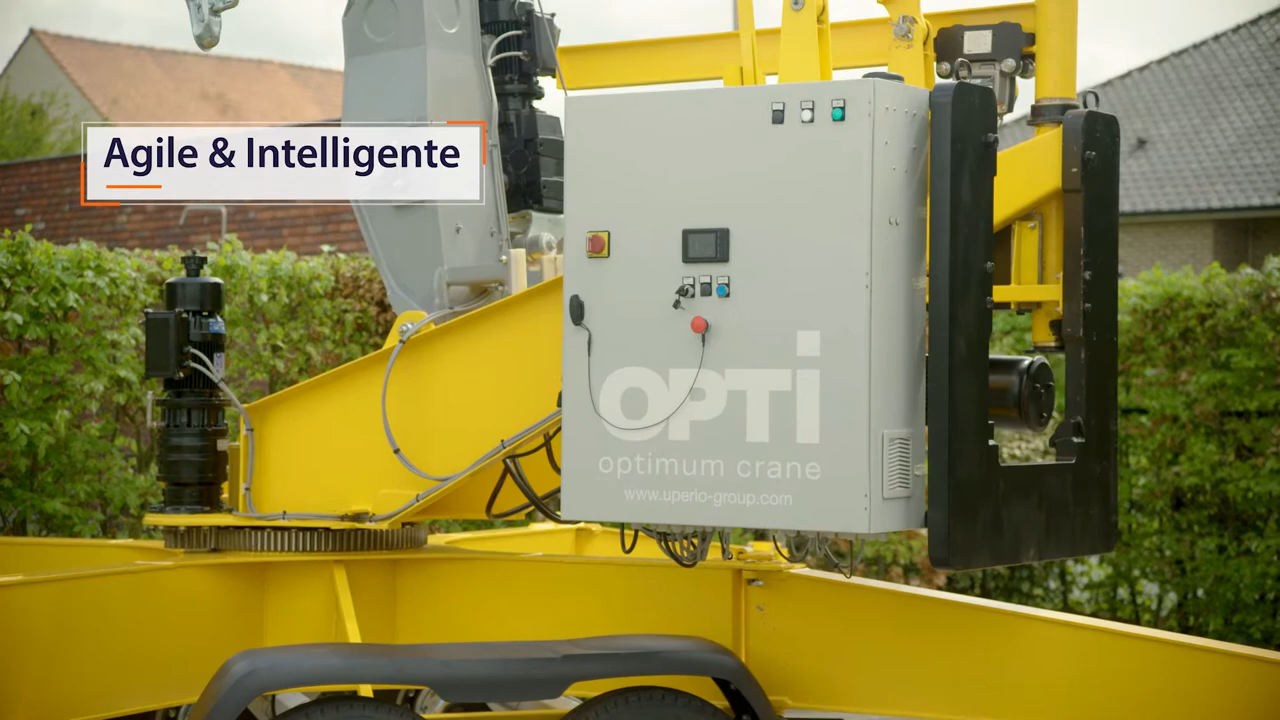 Agile & Intelligente
OPTi
optimum crane
www.uperio-group.com